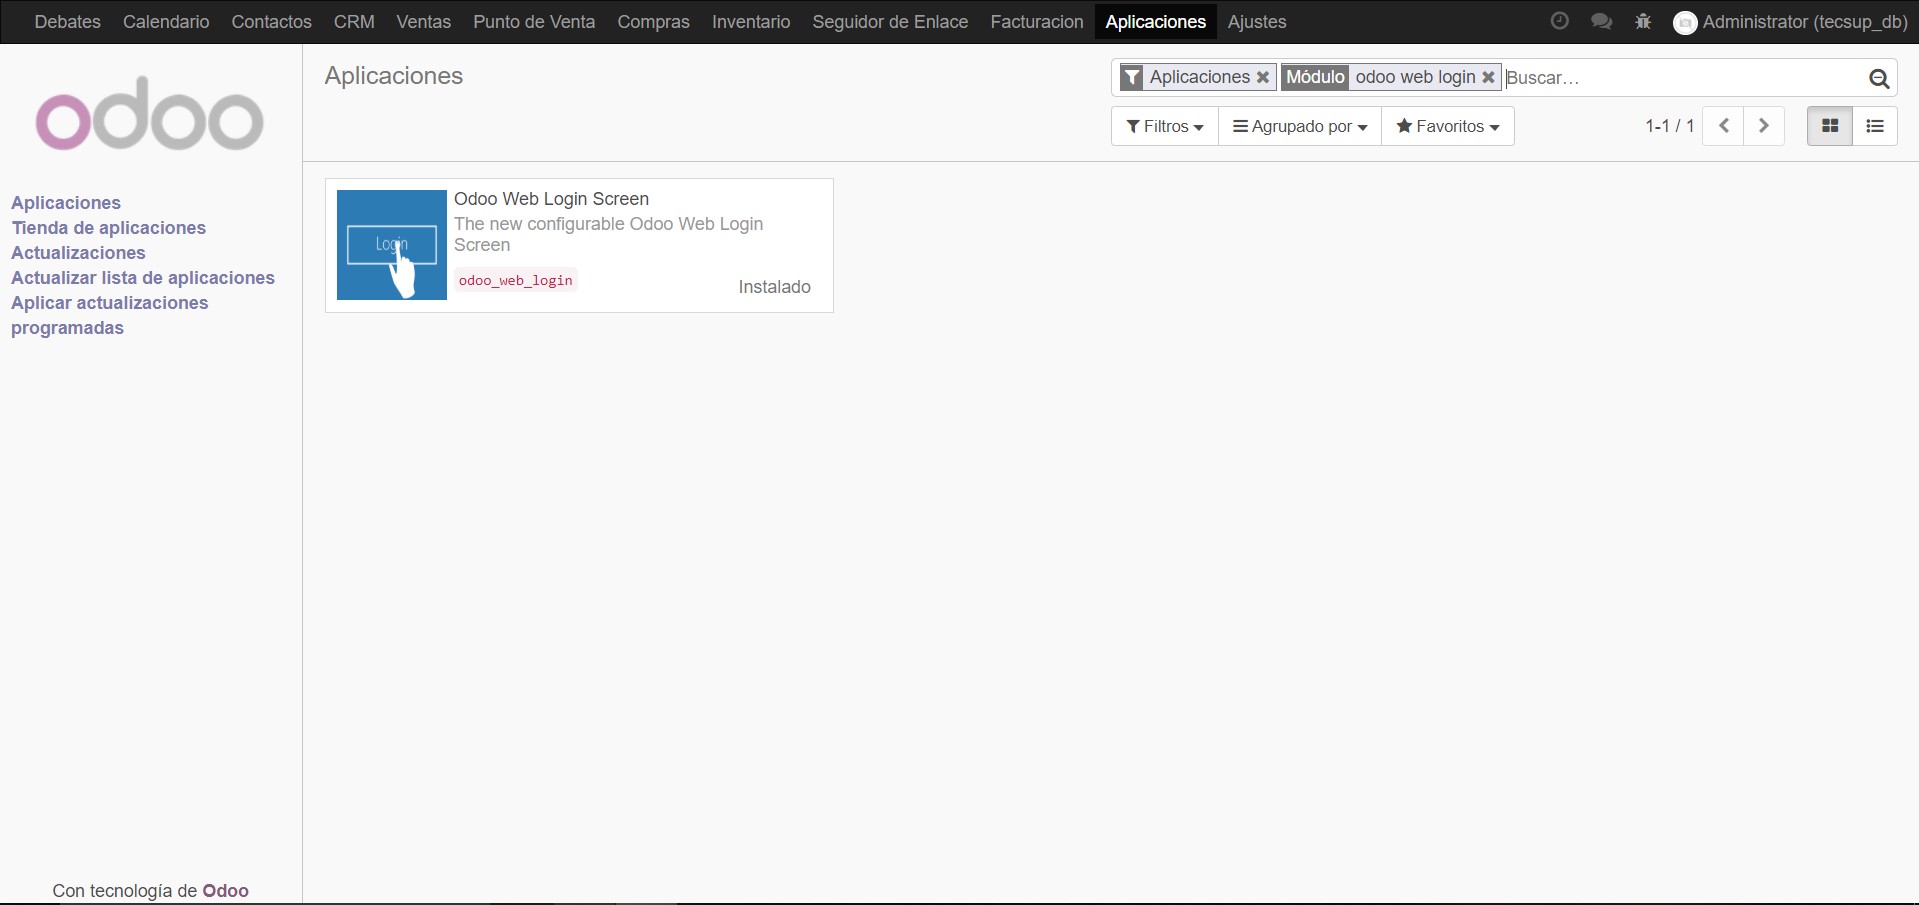 Debates Calendario Contactos CRM Ventas Punto de Venta Compras Inventario Seguidor de Enlace Facturacion Aplicaciones Ajustes Administrator (tecsup_db)
odoo
Aplicaciones
Tienda de aplicaciones
Actualizaciones
Actualizar lista de aplicaciones
Aplicar actualizaciones
programadas
Con tecnología de Odoo
Aplicaciones
Aplicaciones Módulo odoo web login Buscar...
Filtros Agrupado por Favoritos 1-1 / 1
Login
Odoo Web Login Screen
The new configurable Odoo Web Login
Screen
odoo_web_login
Instalado